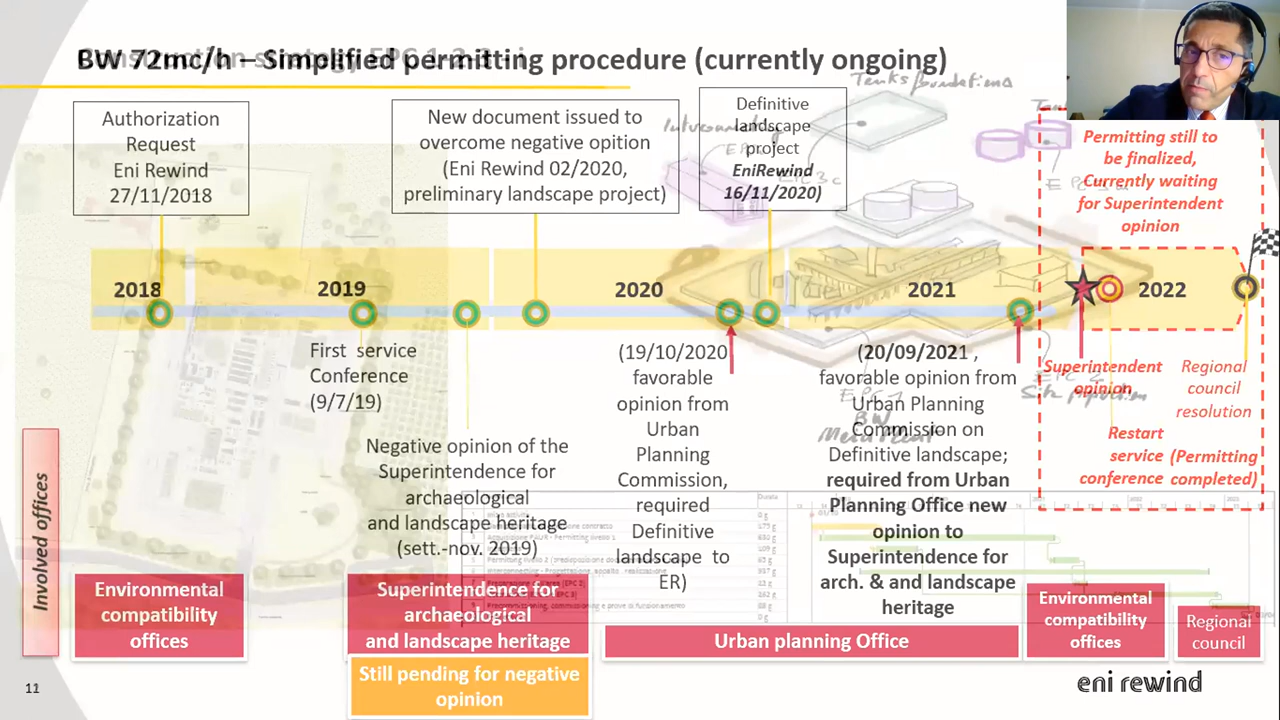 BW 72mc/h – Simplified permitting procedure (currently ongoing)
Authorization
Request
Eni Rewind
27/11/2018
New document issued to
overcome negative opition
(Eni Rewind 02/2020,
preliminary landscape project)
Definitive
landscape
project
EniRewind
16/11/2020)
Tanks foundations
Permitting still to
be finalized,
Currently waiting
for Superintendent
opinion
2018
2019
2020
2021
2022
First service
Conference
(9/7/19)
Negative opinion of the
Superintendence for
archaeological
and landscape heritage
(sett.-nov. 2019)
(19/10/2020
favorable
opinion from
Urban
Planning
Commission,
required
Definitive
landscape to
ER)
(20/09/2021 ,
favorable opinion from
Urban Planning
Commission on
Definitive landscape;
required from Urban
Planning Office new
opinion to
Superintendence for
arch. & and landscape
heritage
Superintendent
opinion
Regional
council
resolution
Restart
service
conference
(Permitting
completed)
Involved offices
Environmental
compatibility
offices
Superintendence for
archaeological
and landscape heritage
Still pending for negative
opinion
Urban planning Office
Environmental
compatibility
offices
Regional
council
11
eni rewind